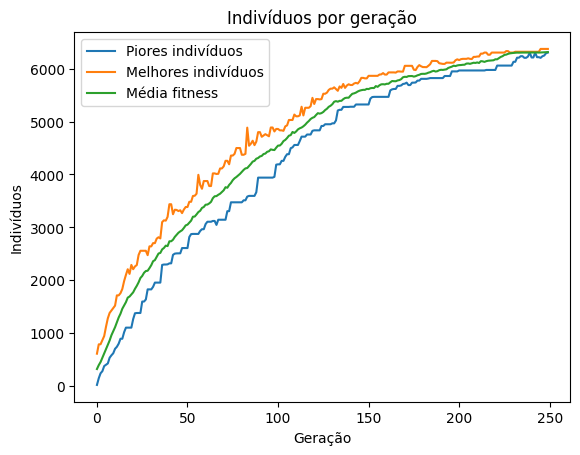 Indivíduos por geração
Piores indivíduos
Melhores indivíduos
Média fitness
Indivíduos
6000
5000
4000
3000
2000
1000
0
0 50 100 150 200 250
Geração